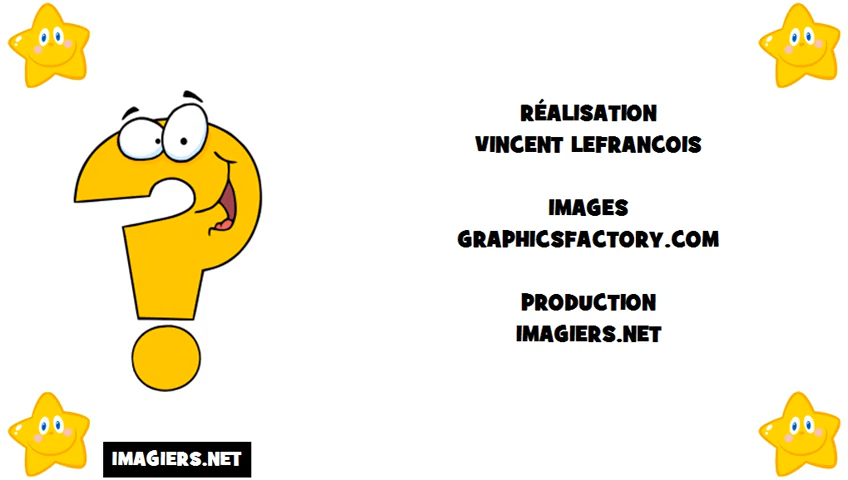 RÉALISATION
VINCENT LEFRANCOIS
IMAGES
GRAPHICSFACTORY.COM
PRODUCTION
IMAGIERS.NET
IMAGIERS.NET